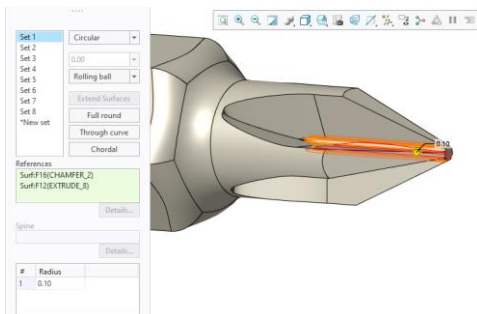 Set 1
Set 2
Set 3
Set 4
Set 5
Set 6
Set 7
Set 8
*New set
Circular
0.00
Rolling ball
Extend Surfaces
Full round
Through curve
Chordal
References
Surf:F16(CHAMFER_2)
Surf:F12(EXTRUDE_8)
Details...
Spine
Details...
# Radius
1 0.10
0.10